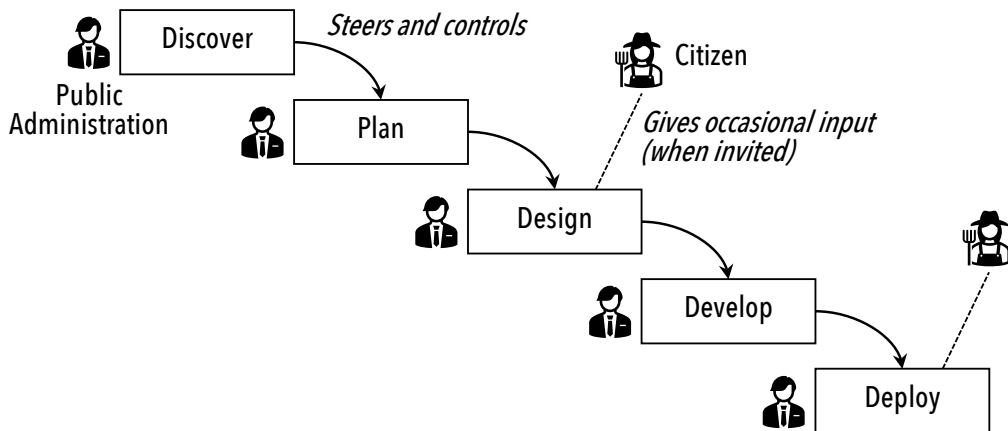 Discover
Steers and controls
Citizen
Public
Administration
Plan
Gives occasional input
(when invited)
Design
Develop
Deploy